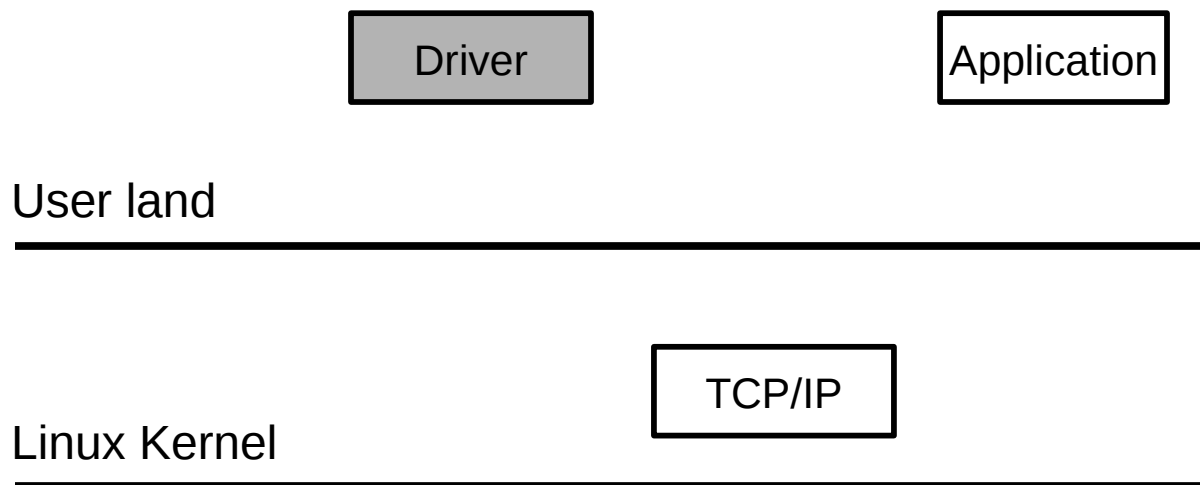 Driver
Application
User land
TCP/IP
Linux Kernel